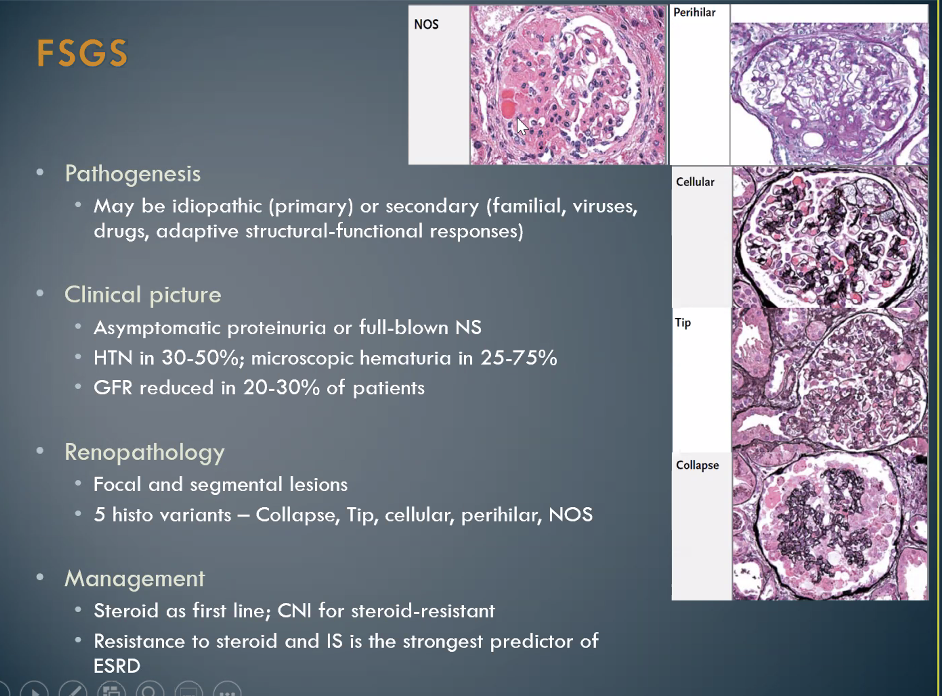 FSGS
NOS
Perihilar
Cellular
Tip
Collapse
• Pathogenesis
• May be idiopathic (primary) or secondary (familial, viruses,
drugs, adaptive structural-functional responses)
• Clinical picture
• Asymptomatic proteinuria or full-blown NS
• HTN in 30-50%; microscopic hematuria in 25-75%
• GFR reduced in 20-30% of patients
• Renopathology
• Focal and segmental lesions
• 5 histo variants – Collapse, Tip, cellular, perihilar, NOS
• Management
• Steroid as first line; CNI for steroid-resistant
• Resistance to steroid and IS is the strongest predictor of
ESRD